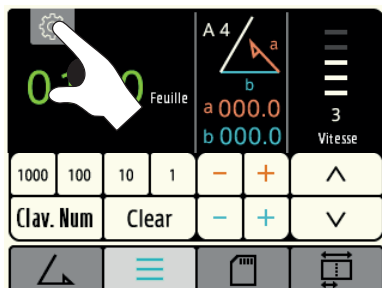 A 4
a
b
Feuille
a 000.0
b 000.0
3
Vitesse
1000 100 10 1 − + ∧
Clav. Num Clear − + ∨